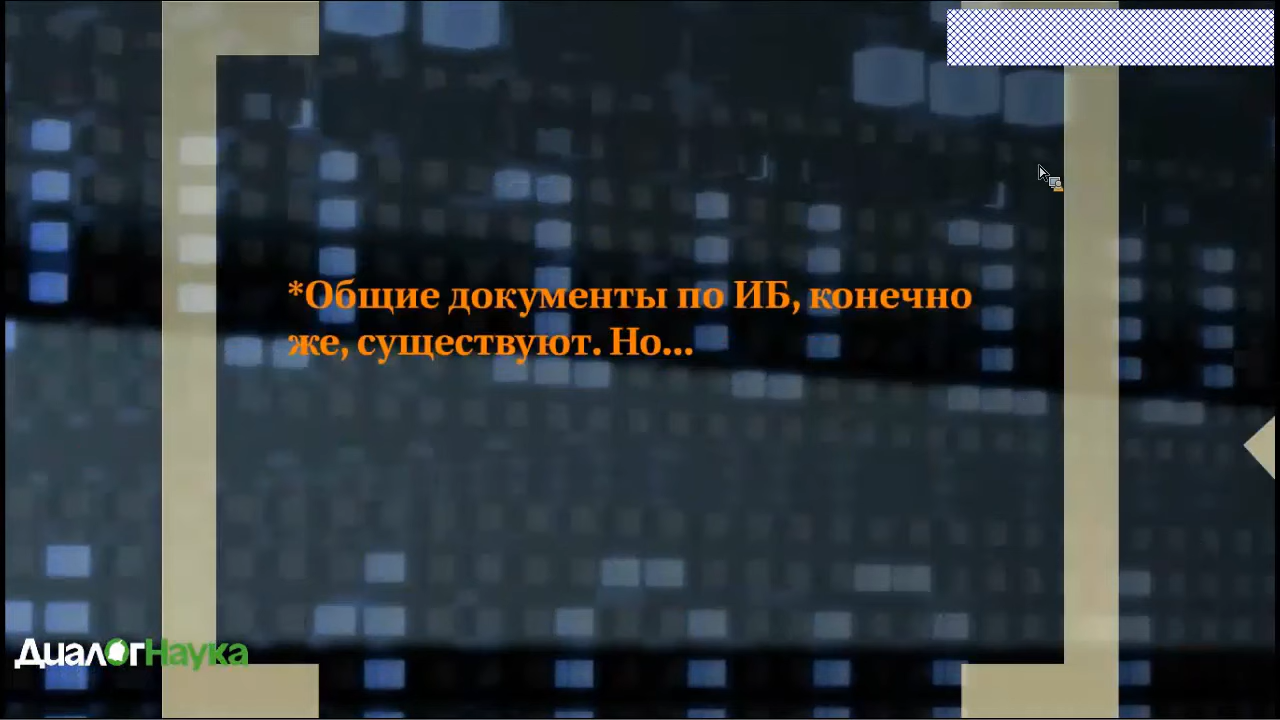 *Общие документы по ИБ, конечно
же, существуют. Но...
ДиалогНаука